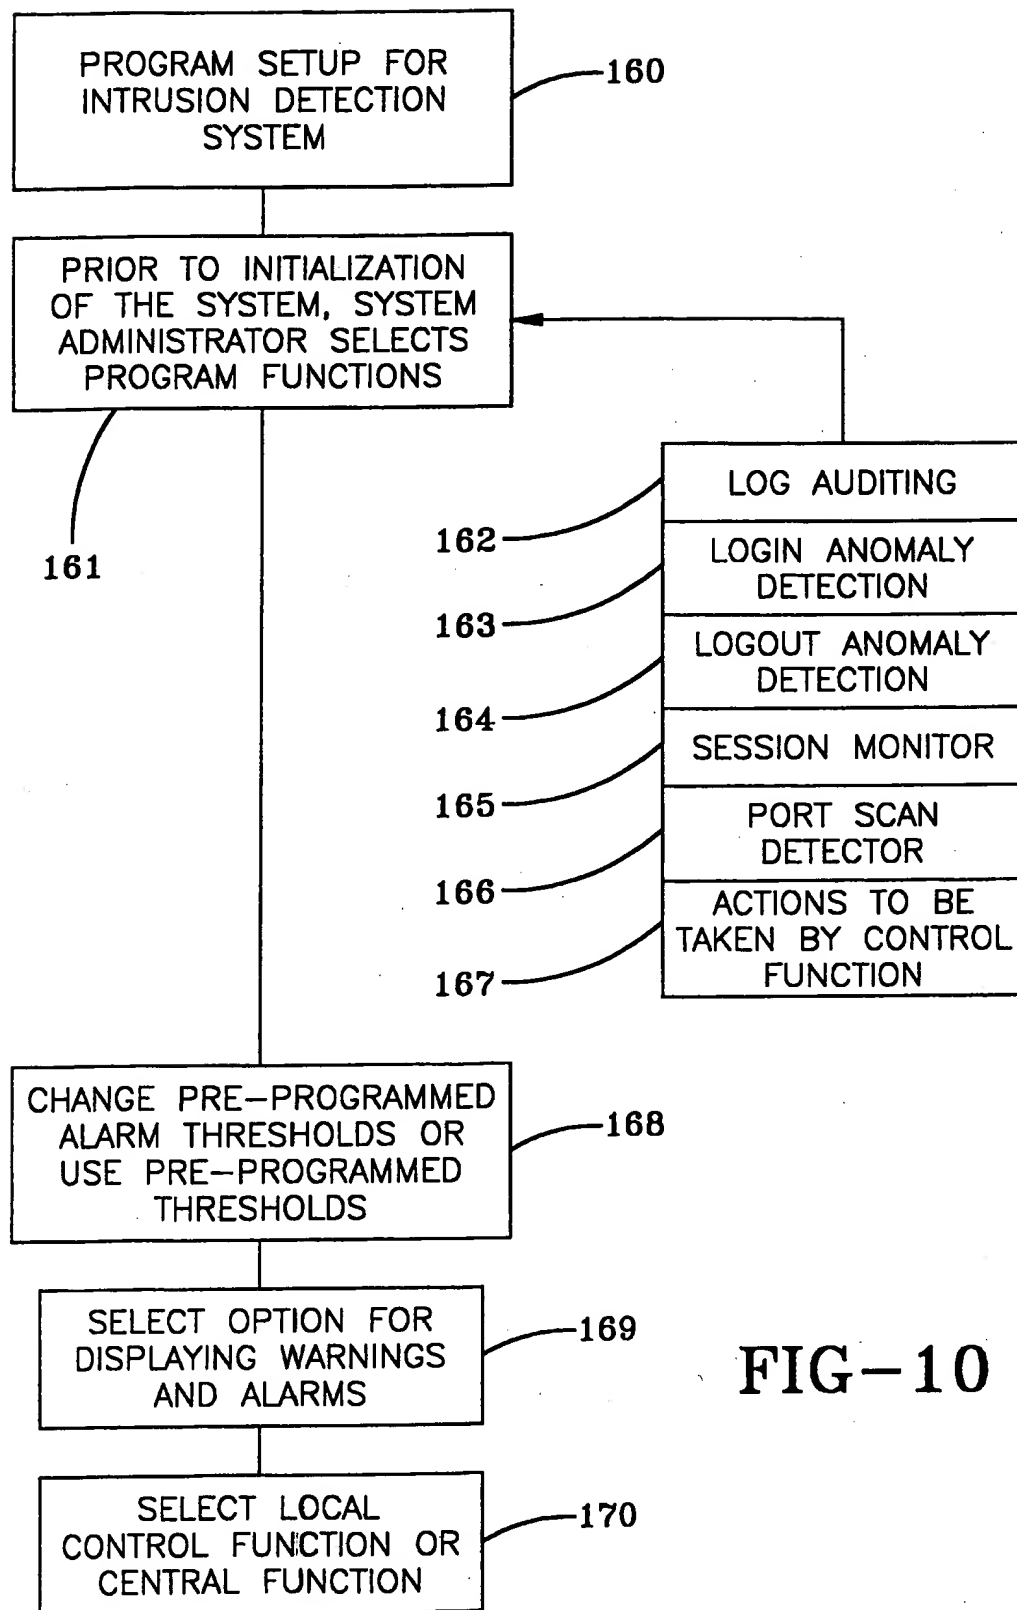 PROGRAM SETUP FOR
INTRUSION DETECTION
SYSTEM
160
PRIOR TO INITIALIZATION
OF THE SYSTEM, SYSTEM
ADMINISTRATOR SELECTS
PROGRAM FUNCTIONS
161
LOG AUDITING
162
LOGIN ANOMALY
DETECTION
163
LOGOUT ANOMALY
DETECTION
164
SESSION MONITOR
165
PORT SCAN
DETECTOR
166
ACTIONS TO BE
TAKEN BY CONTROL
FUNCTION
167
CHANGE PRE-PROGRAMMED
ALARM THRESHOLDS OR
USE PRE-PROGRAMMED
THRESHOLDS
168
SELECT OPTION FOR
DISPLAYING WARNINGS
AND ALARMS
169
SELECT LOCAL
CONTROL FUNCTION OR
CENTRAL FUNCTION
170
FIG-10